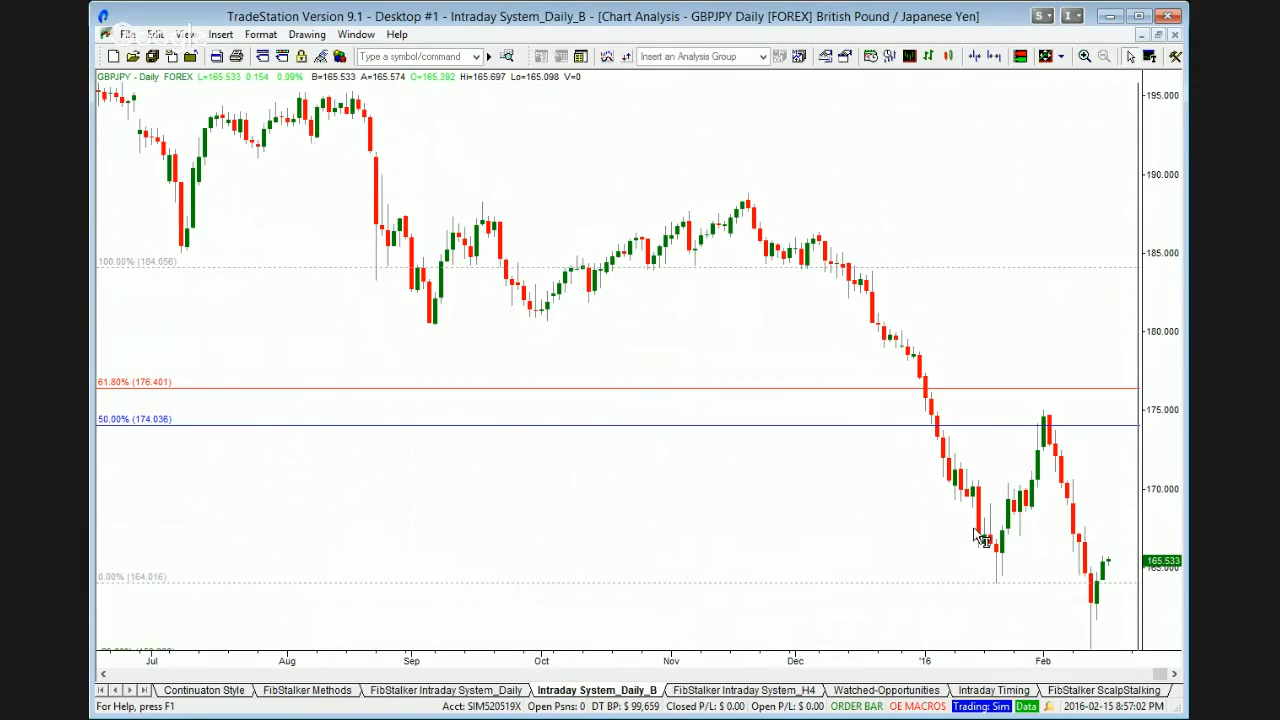 TradeStation Version 9.1 - Desktop #1 - Intraday System_Daily_B - [Chart Analysis - GBPJPY Daily [FOREX] British Pound / Japanese Yen]
S I
File Edit View Insert Format Drawing Window Help
Type a symbol/command Insert an Analysis Group
GBPJPY - Daily FOREX L=165.533 0.154 0.09% B=165.533 A=165.574 O=165.392 Hi=165.697 Lo=165.098 V=0
195.000
190.000
185.000
100.00% (184.056)
180.000
61.80% (176.401)
175.000
50.00% (174.036)
170.000
165.533
165.000
0.00% (164.016)
Jul Aug Sep Oct Nov Dec '16 Feb
Continuaton Style FibStalker Methods FibStalker Intraday System_Daily Intraday System_Daily_B FibStalker Intraday System_H4 Watched-Opportunities Intraday Timing FibStalker ScalpStalking
For Help, press F1 Acct: SIM520519X Open Psns: 0 DT BP: $ 99,659 Closed P/L: $ 0.00 Open P/L: $ 0.00 ORDER BAR OE MACROS Trading: Sim Data 2016-02-15 8:57:02 PM